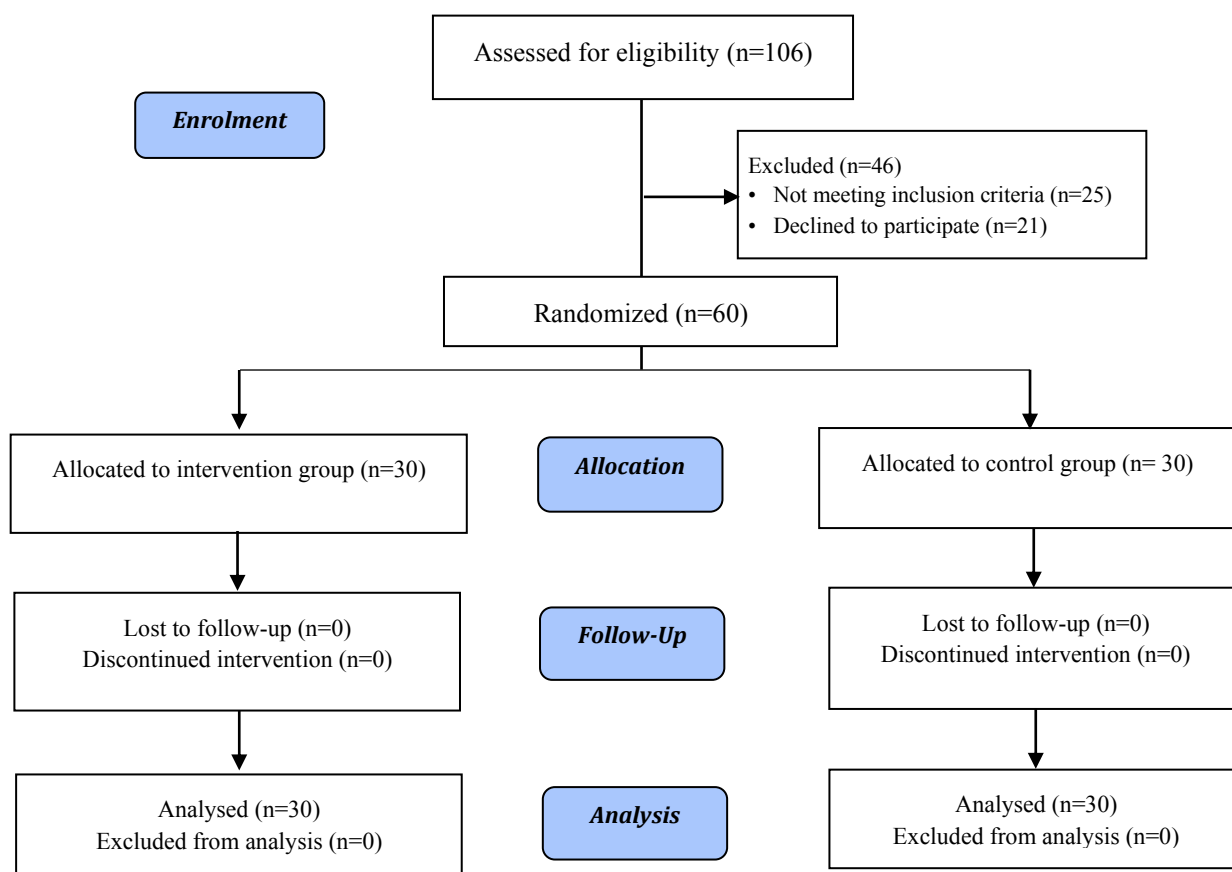 Assessed for eligibility (n=106)
Enrolment
Excluded (n=46)
• Not meeting inclusion criteria (n=25)
• Declined to participate (n=21)
Randomized (n=60)
Allocated to intervention group (n=30)
Allocation
Allocated to control group (n= 30)
Lost to follow-up (n=0)
Discontinued intervention (n=0)
Follow-Up
Lost to follow-up (n=0)
Discontinued intervention (n=0)
Analysed (n=30)
Excluded from analysis (n=0)
Analysis
Analysed (n=30)
Excluded from analysis (n=0)